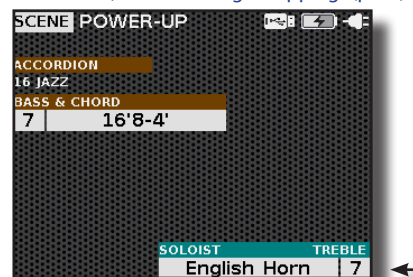 SCENE POWER-UP
ACCORDION
16 JAZZ
BASS & CHORD
7 16'8-4'
SOLOIST TREBLE
English Horn 7